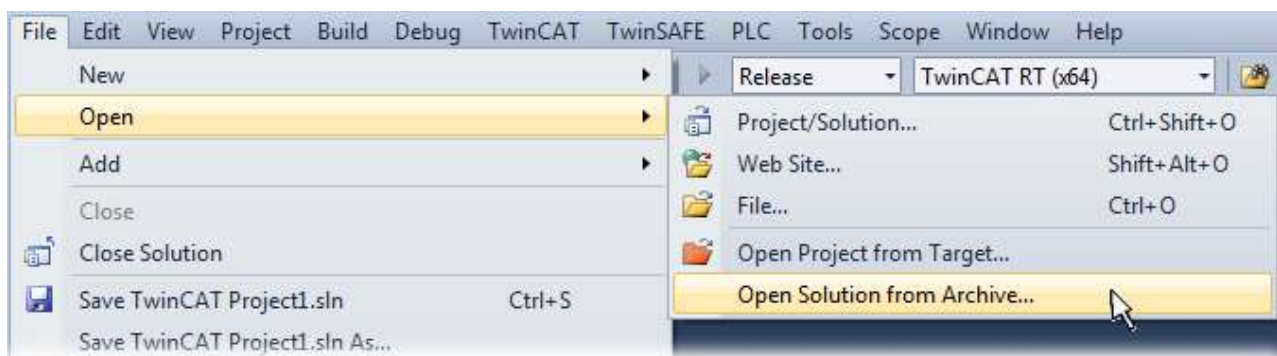 File Edit View Project Build Debug TwinCAT TwinSAFE PLC Tools Scope Window Help
New
Release TwinCAT RT (x64)
Open
Project/Solution... Ctrl+Shift+O
Web Site... Shift+Alt+O
Add
File... Ctrl+O
Close
Close Solution
Open Project from Target...
Save TwinCAT Project1.sln Ctrl+S
Open Solution from Archive...
Save TwinCAT Project1.sln As...